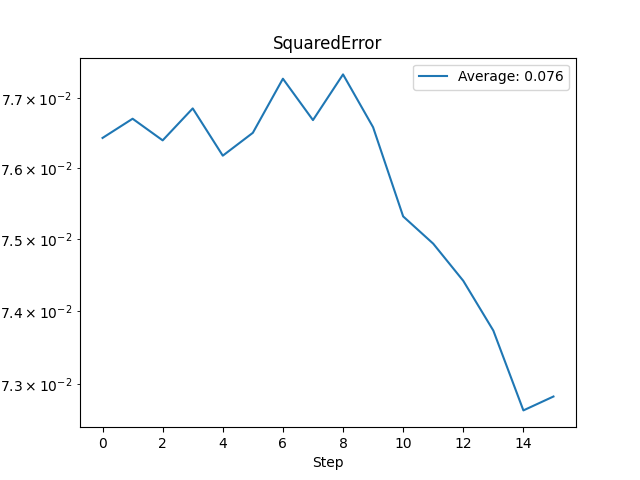 SquaredError
Average: 0.076
7.7 × 10⁻²
7.6 × 10⁻²
7.5 × 10⁻²
7.4 × 10⁻²
7.3 × 10⁻²
0 2 4 6 8 10 12 14
Step